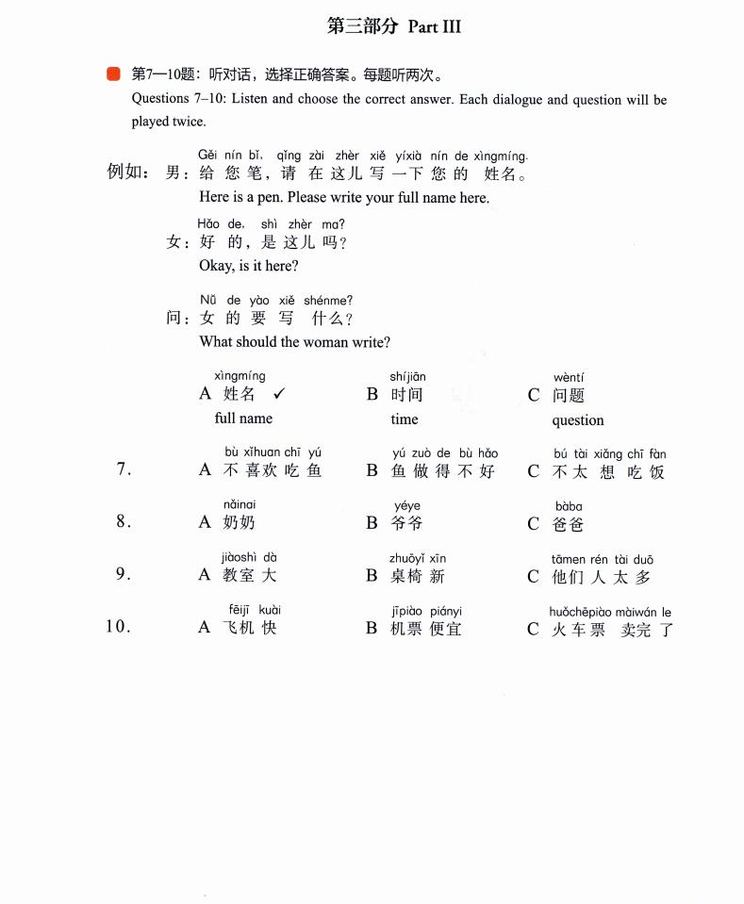 第三部分 Part III
第7—10题：听对话，选择正确答案。每题听两次。
Questions 7–10: Listen and choose the correct answer. Each dialogue and question will be
played twice.
Gěi nín bǐ, qǐng zài zhèr xiě yíxià nín de xìngmíng.
例如： 男：给 您 笔，请 在 这儿 写 一下 您 的 姓名。
Here is a pen. Please write your full name here.
Hǎo de, shì zhèr ma?
女：好 的，是 这儿 吗？
Okay, is it here?
Nǚ de yào xiě shénme?
问：女 的 要 写 什么？
What should the woman write?
xìngmíng shíjiān wèntí
A 姓名 ✓ B 时间 C 问题
full name time question
bù xǐhuan chī yú yú zuò de bù hǎo bú tài xiǎng chī fàn
7. A 不 喜欢 吃 鱼 B 鱼 做 得 不 好 C 不 太 想 吃 饭
nǎinai yéye bàba
8. A 奶奶 B 爷爷 C 爸爸
jiàoshì dà zhuōyǐ xīn tāmen rén tài duō
9. A 教室 大 B 桌椅 新 C 他们 人 太 多
fēijī kuài jīpiào piányi huǒchēpiào màiwán le
10. A 飞机 快 B 机票 便宜 C 火车票 卖完 了